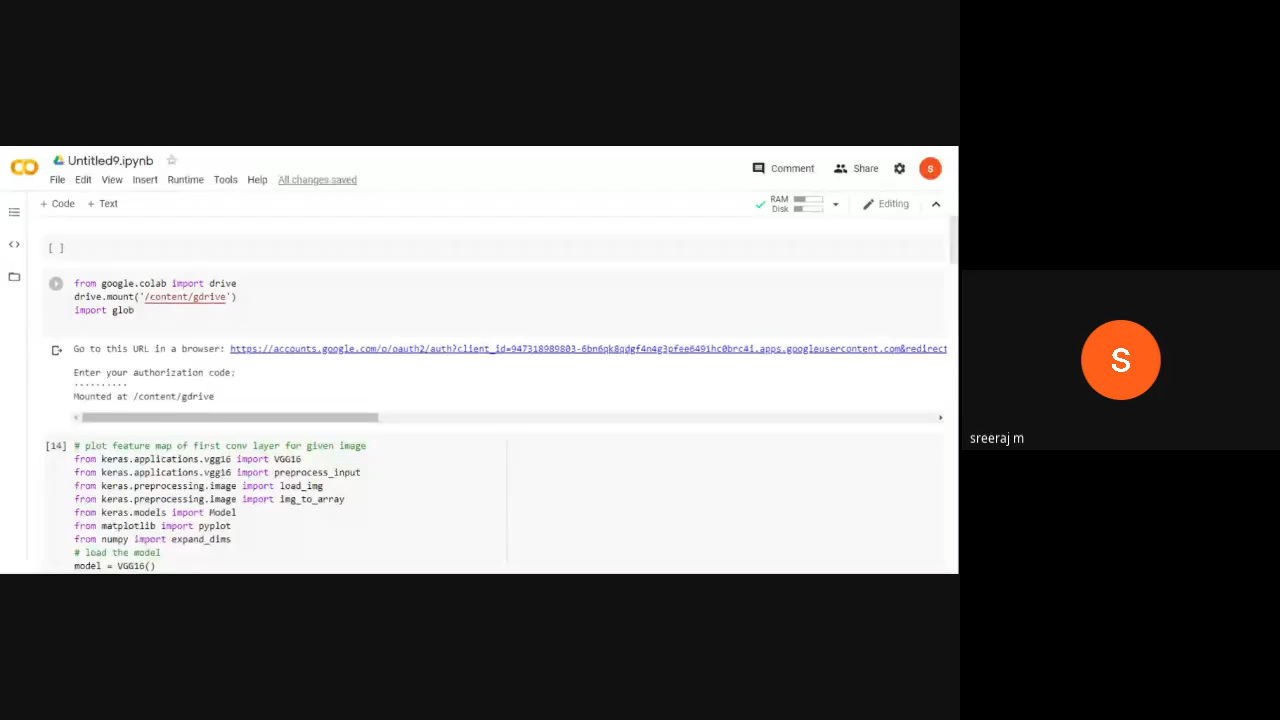 Untitled9.ipynb
File Edit View Insert Runtime Tools Help All changes saved
Comment Share S
+ Code + Text
RAM
Disk
Editing
[ ]
from google.colab import drive
drive.mount('/content/gdrive')
import glob
Go to this URL in a browser: https://accounts.google.com/o/oauth2/auth?client_id=947318989803-6bn6qk8qdgf4n4g3pfee6491hc0brc4i.apps.googleusercontent.com&redirect
Enter your authorization code:
··········
Mounted at /content/gdrive
[14] # plot feature map of first conv layer for given image
from keras.applications.vgg16 import VGG16
from keras.applications.vgg16 import preprocess_input
from keras.preprocessing.image import load_img
from keras.preprocessing.image import img_to_array
from keras.models import Model
from matplotlib import pyplot
from numpy import expand_dims
# load the model
model = VGG16()
S
sreeraj m